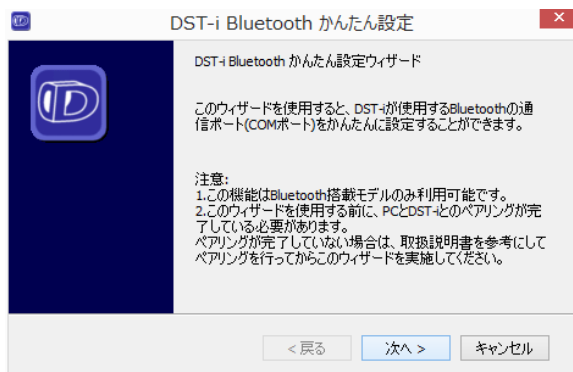 DST-i Bluetooth かんたん設定
DST-i Bluetooth かんたん設定ウィザード
このウィザードを使用すると、DST-iが使用するBluetoothの通
信ポート(COMポート)をかんたんに設定することができます。
注意:
1.この機能はBluetooth搭載モデルのみ利用可能です。
2.このウィザードを使用する前に、PCとDST-iとのペアリングが完
了している必要があります。
ペアリングが完了していない場合は、取扱説明書を参考にして
ペアリングを行ってからこのウィザードを実施してください。
< 戻る
次へ >
キャンセル